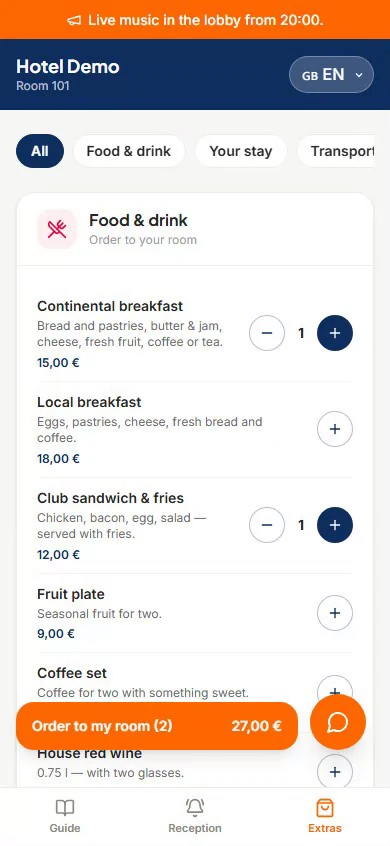 Live music in the lobby from 20:00.
Hotel Demo
Room 101
GB EN
All
Food & drink
Your stay
Transport
Food & drink
Order to your room
Continental breakfast
Bread and pastries, butter & jam,
cheese, fresh fruit, coffee or tea.
15,00 €
1
Local breakfast
Eggs, pastries, cheese, fresh bread and
coffee.
18,00 €
Club sandwich & fries
Chicken, bacon, egg, salad —
served with fries.
12,00 €
1
Fruit plate
Seasonal fruit for two.
9,00 €
Coffee set
Coffee for two with something sweet.
Order to my room (2)
27,00 €
House red wine
0.75 l — with two glasses.
Guide
Reception
Extras